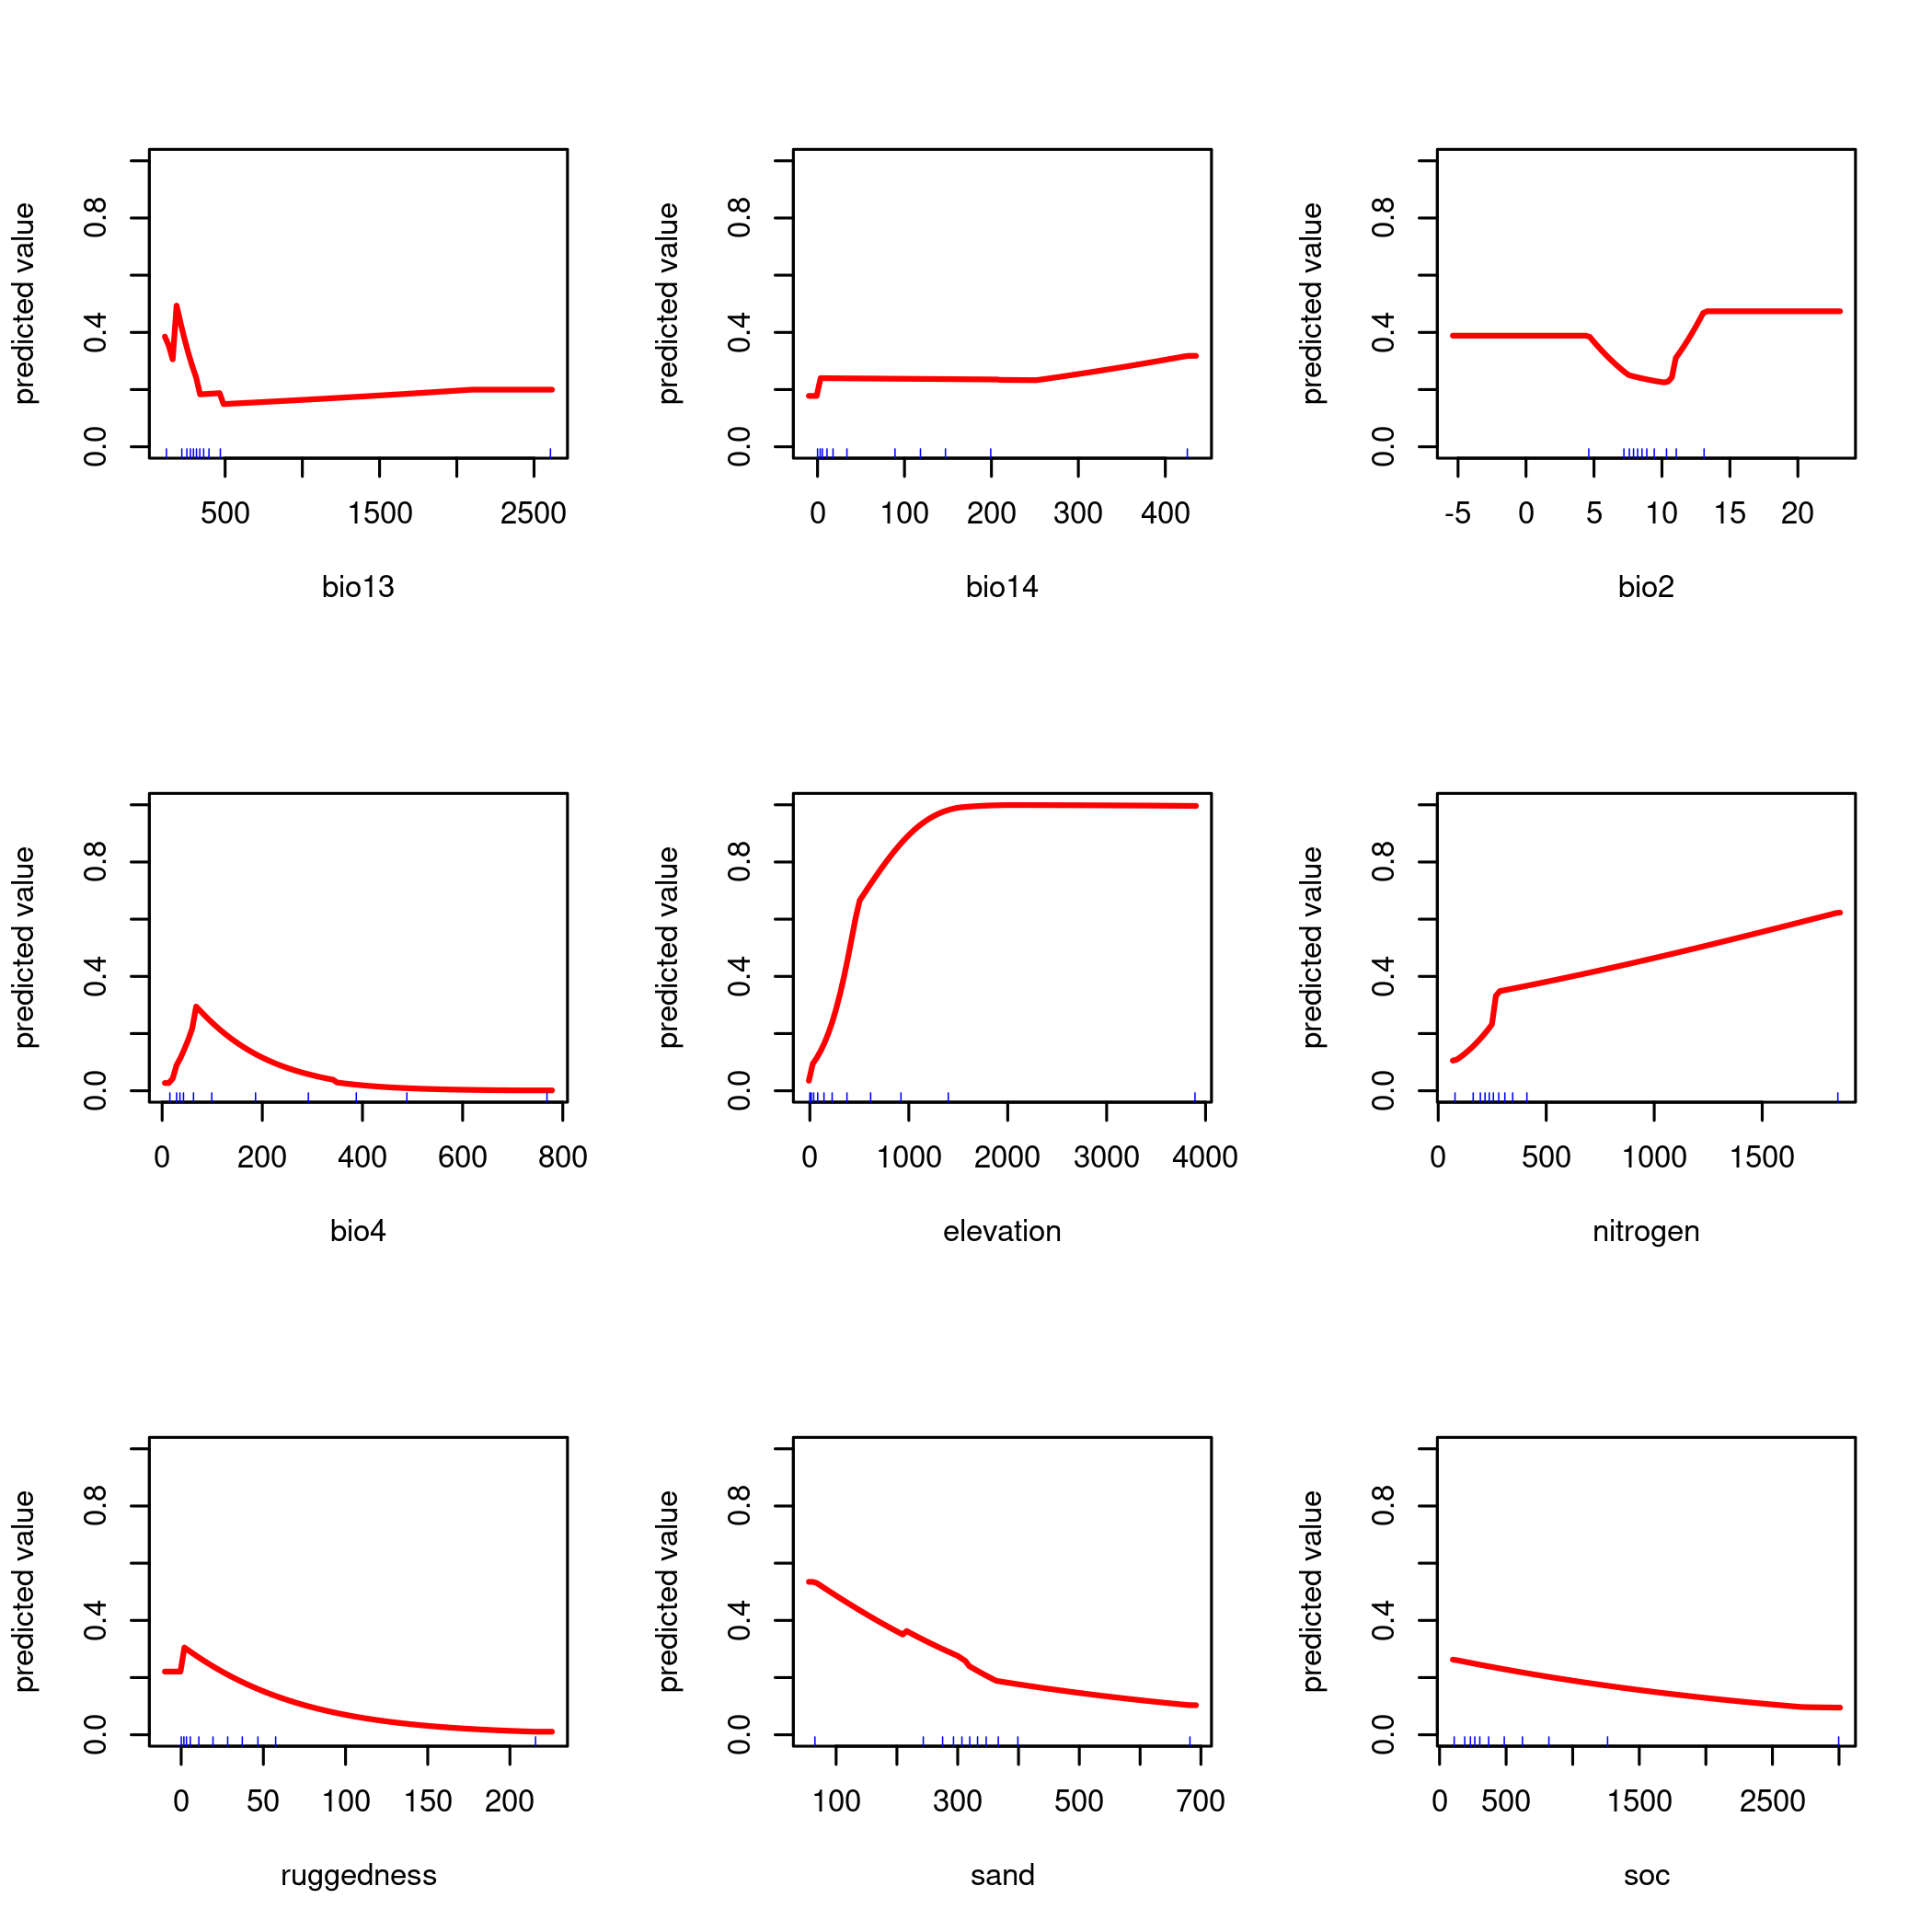 predicted value
0.0 0.4 0.8
500 1500 2500
bio13
predicted value
0.0 0.4 0.8
0 100 200 300 400
bio14
predicted value
0.0 0.4 0.8
-5 0 5 10 15 20
bio2
predicted value
0.0 0.4 0.8
0 200 400 600 800
bio4
predicted value
0.0 0.4 0.8
0 1000 2000 3000 4000
elevation
predicted value
0.0 0.4 0.8
0 500 1000 1500
nitrogen
predicted value
0.0 0.4 0.8
0 50 100 150 200
ruggedness
predicted value
0.0 0.4 0.8
100 300 500 700
sand
predicted value
0.0 0.4 0.8
0 500 1500 2500
soc